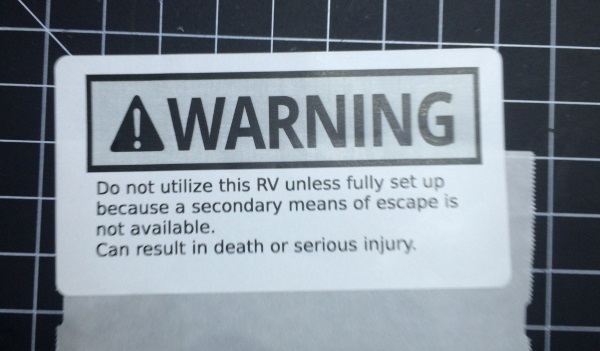 WARNING
Do not utilize this RV unless fully set up
because a secondary means of escape is
not available.
Can result in death or serious injury.